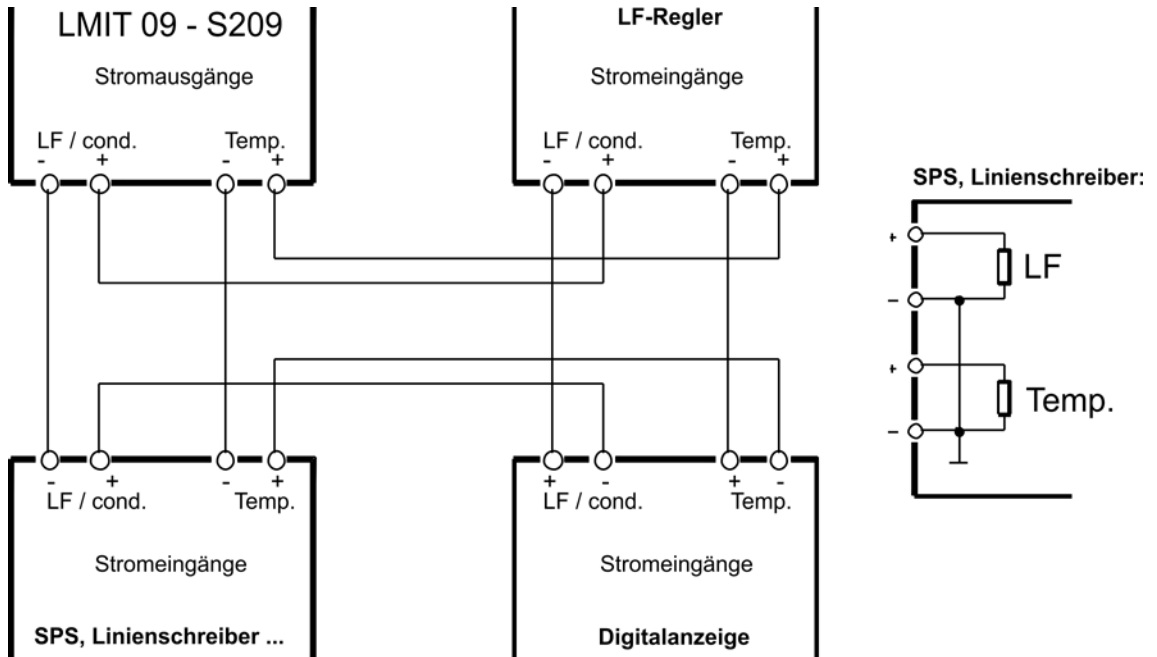 LMIT 09 - S209
Stromausgänge
LF / cond. Temp.
- + - +
LF-Regler
Stromeingänge
LF / cond. Temp.
- + - +
- + - +
LF / cond. Temp.
Stromeingänge
SPS, Linienschreiber ...
+ - + -
LF / cond. Temp.
Stromeingänge
Digitalanzeige
SPS, Linienschreiber:
+
LF
–
+
Temp.
–